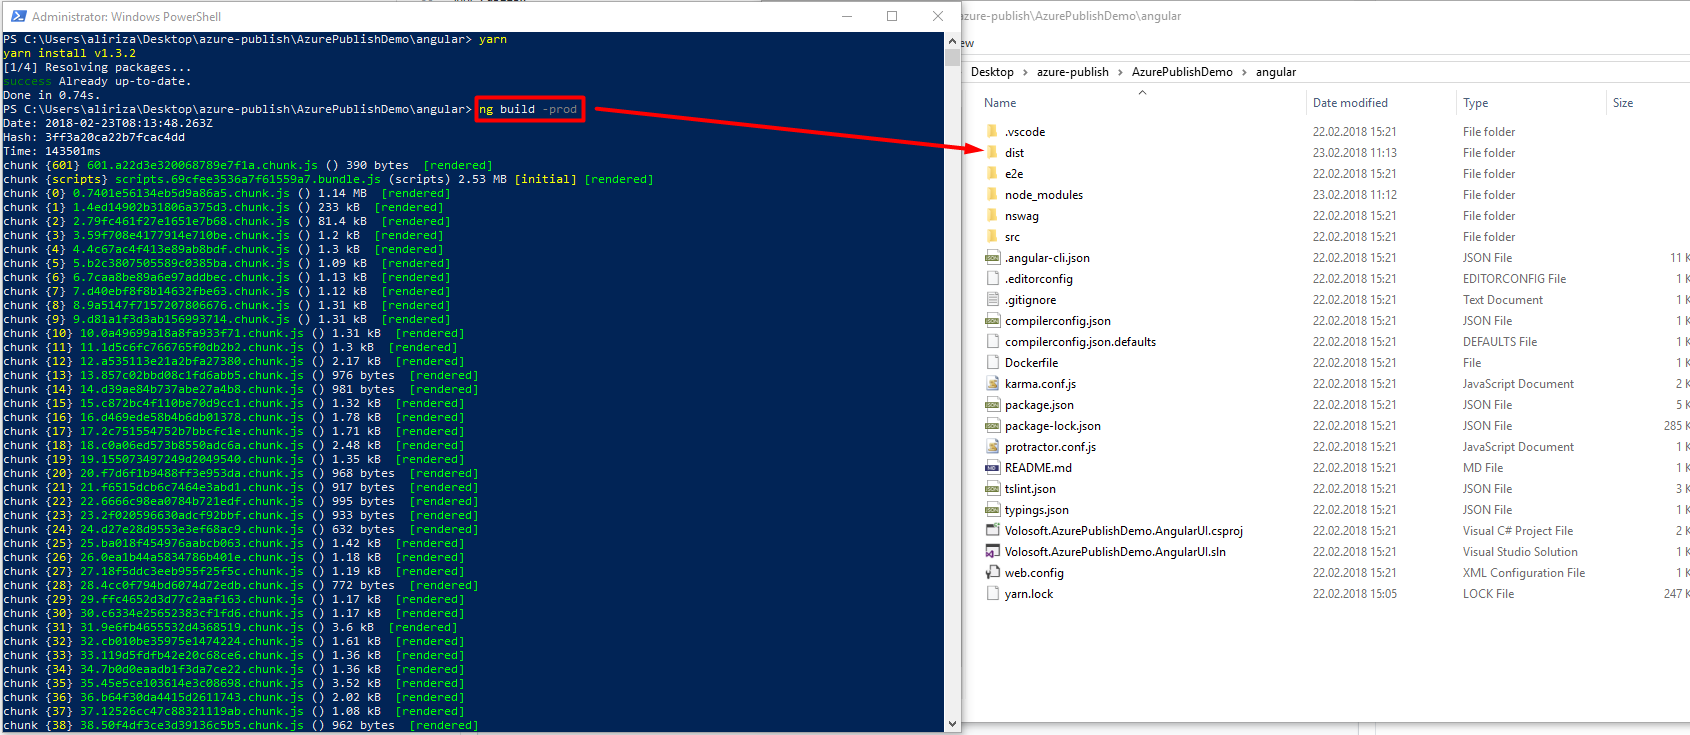 Administrator: Windows PowerShell
PS C:\Users\aliriza\Desktop\azure-publish\AzurePublishDemo\angular> yarn
yarn install v1.3.2
[1/4] Resolving packages...
success Already up-to-date.
Done in 0.74s.
PS C:\Users\aliriza\Desktop\azure-publish\AzurePublishDemo\angular> ng build -prod
Date: 2018-02-23T08:13:48.263Z
Hash: 3ff3a20ca22b7fcac4dd
Time: 143501ms
chunk {601} 601.a22d3e320068789e7f1a.chunk.js () 390 bytes [rendered]
chunk {scripts} scripts.69cfee3536a7f61559a7.bundle.js (scripts) 2.53 MB [initial] [rendered]
chunk {0} 0.7401e56134eb5d9a86a5.chunk.js () 1.14 MB [rendered]
chunk {1} 1.4ed14902b31806a375d3.chunk.js () 233 kB [rendered]
chunk {2} 2.79fc461f27e1651e7b68.chunk.js () 81.4 kB [rendered]
chunk {3} 3.59f708e4177914e710be.chunk.js () 1.2 kB [rendered]
chunk {4} 4.4c67ac4f413e89ab8bdf.chunk.js () 1.3 kB [rendered]
chunk {5} 5.b2c3807505589c0385ba.chunk.js () 1.09 kB [rendered]
chunk {6} 6.7caa8be89a6e97addbec.chunk.js () 1.13 kB [rendered]
chunk {7} 7.d40ebf8f8b14632fbe63.chunk.js () 1.12 kB [rendered]
chunk {8} 8.9a5147f7157207806676.chunk.js () 1.31 kB [rendered]
chunk {9} 9.d81a1f3d3ab156993714.chunk.js () 1.31 kB [rendered]
chunk {10} 10.0a49699a18a8fa933f71.chunk.js () 1.31 kB [rendered]
chunk {11} 11.1d5c6fc766765f0db2b2.chunk.js () 1.3 kB [rendered]
chunk {12} 12.a535113e21a2bfa27380.chunk.js () 2.17 kB [rendered]
chunk {13} 13.857c02bbd08c1fd6abb5.chunk.js () 976 bytes [rendered]
chunk {14} 14.d39ae84b737abe27a4b8.chunk.js () 981 bytes [rendered]
chunk {15} 15.c872bc4f110be70d9cc1.chunk.js () 1.32 kB [rendered]
chunk {16} 16.d469ede58b4b6db01378.chunk.js () 1.78 kB [rendered]
chunk {17} 17.2c751554752b7bbcfc1e.chunk.js () 1.71 kB [rendered]
chunk {18} 18.c0a06ed573b8550adc6a.chunk.js () 2.48 kB [rendered]
chunk {19} 19.155073497249d2049540.chunk.js () 1.35 kB [rendered]
chunk {20} 20.f7d6f1b9488ff3e953da.chunk.js () 968 bytes [rendered]
chunk {21} 21.f6515dcb6c7464e3abd1.chunk.js () 917 bytes [rendered]
chunk {22} 22.6666c98ea0784b721edf.chunk.js () 995 bytes [rendered]
chunk {23} 23.2f020596630adcf92bbf.chunk.js () 933 bytes [rendered]
chunk {24} 24.d27e28d9553e3ef68ac9.chunk.js () 632 bytes [rendered]
chunk {25} 25.ba018f454976aabcb063.chunk.js () 1.42 kB [rendered]
chunk {26} 26.0ea1b44a5834786b401e.chunk.js () 1.18 kB [rendered]
chunk {27} 27.18f5ddc3eeb955f25f5c.chunk.js () 1.19 kB [rendered]
chunk {28} 28.4cc0f794bd6074d72edb.chunk.js () 772 bytes [rendered]
chunk {29} 29.ffc4652d3d77c2aaf163.chunk.js () 1.17 kB [rendered]
chunk {30} 30.c6334e25652383cf1fd6.chunk.js () 1.17 kB [rendered]
chunk {31} 31.9e6fb4655532d4368519.chunk.js () 3.6 kB [rendered]
chunk {32} 32.cb010be35975e1474224.chunk.js () 1.61 kB [rendered]
chunk {33} 33.119d5fdfb42e20c68ce6.chunk.js () 1.36 kB [rendered]
chunk {34} 34.7b0d0eaadb1f3da7ce22.chunk.js () 1.36 kB [rendered]
chunk {35} 35.45e5ce103614e3c08698.chunk.js () 3.52 kB [rendered]
chunk {36} 36.b64f30da4415d2611743.chunk.js () 2.02 kB [rendered]
chunk {37} 37.12526cc47c88321119ab.chunk.js () 1.08 kB [rendered]
chunk {38} 38.50f4df3ce3d39136c5b5.chunk.js () 962 bytes [rendered]
azure-publish\AzurePublishDemo\angular
ew
Desktop > azure-publish > AzurePublishDemo > angular
Name Date modified Type Size
.vscode 22.02.2018 15:21 File folder
dist 23.02.2018 11:13 File folder
e2e 22.02.2018 15:21 File folder
node_modules 23.02.2018 11:12 File folder
nswag 22.02.2018 15:21 File folder
src 22.02.2018 15:21 File folder
.angular-cli.json 22.02.2018 15:21 JSON File 11 K
.editorconfig 22.02.2018 15:21 EDITORCONFIG File 1 K
.gitignore 22.02.2018 15:21 Text Document 1 K
compilerconfig.json 22.02.2018 15:21 JSON File 1 K
compilerconfig.json.defaults 22.02.2018 15:21 DEFAULTS File 1 K
Dockerfile 22.02.2018 15:21 File 1 K
karma.conf.js 22.02.2018 15:21 JavaScript Document 2 K
package.json 22.02.2018 15:21 JSON File 5 K
package-lock.json 22.02.2018 15:21 JSON File 285 K
protractor.conf.js 22.02.2018 15:21 JavaScript Document 1 K
README.md 22.02.2018 15:21 MD File 1 K
tslint.json 22.02.2018 15:21 JSON File 3 K
typings.json 22.02.2018 15:21 JSON File 1 K
Volosoft.AzurePublishDemo.AngularUI.csproj 22.02.2018 15:21 Visual C# Project File 2 K
Volosoft.AzurePublishDemo.AngularUI.sln 22.02.2018 15:21 Visual Studio Solution 1 K
web.config 22.02.2018 15:21 XML Configuration File 1 K
yarn.lock 22.02.2018 15:05 LOCK File 247 K